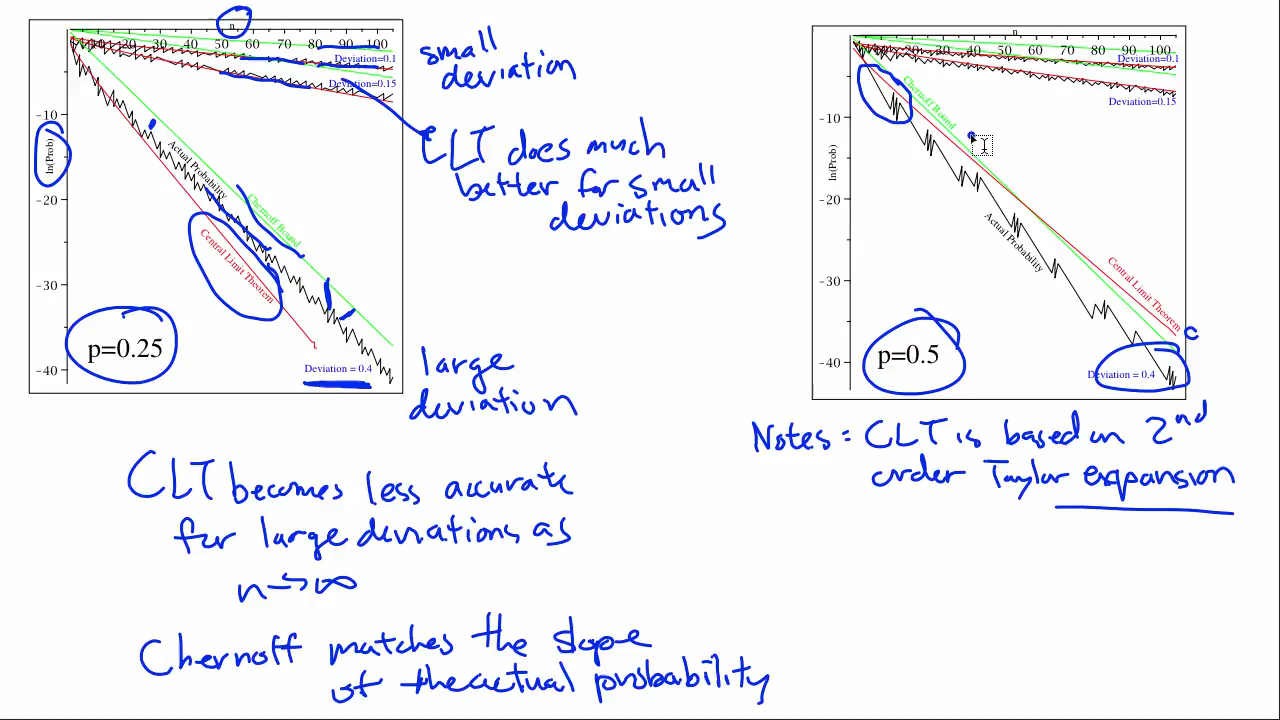 n
10 20 30 40 50 60 70 80 90 100
Deviation=0.1
Deviation=0.15
-10
ln(Prob)
-20
-30
-40
Actual Probability
Chernoff Bound
Central Limit Theorem
p=0.25
Deviation = 0.4
small
deviation
CLT does much
better for small
deviations
large
deviation
CLT becomes less accurate
for large deviations as
n→∞
Chernoff matches the slope
of the actual probability
n
10 20 30 40 50 60 70 80 90 100
Deviation=0.1
Deviation=0.15
-10
ln(Prob)
-20
-30
-40
Chernoff Bound
Actual Probability
Central Limit Theorem
p=0.5
Deviation = 0.4
Notes: CLT is based on 2nd
order Taylor expansion